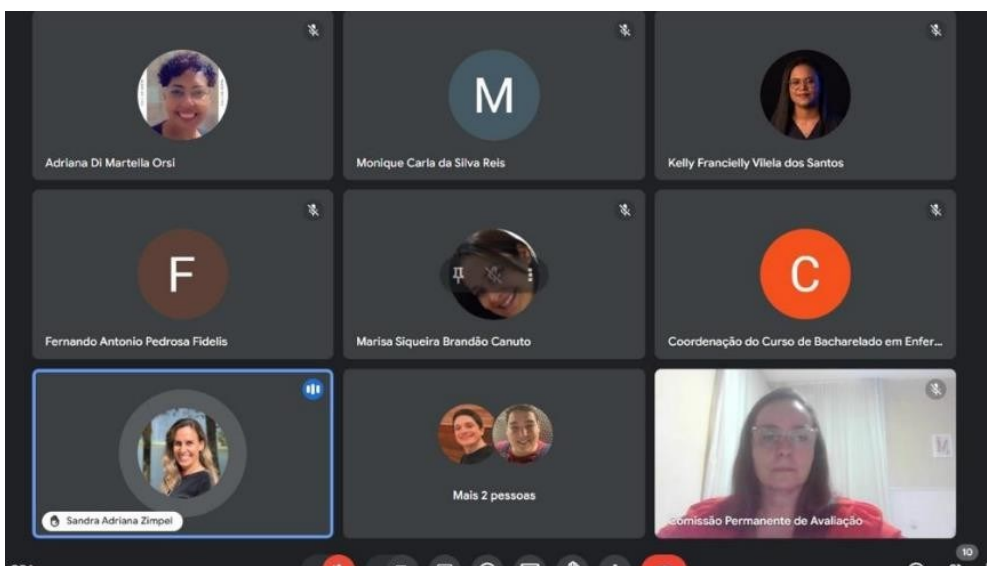 Adriana Di Martella Orsi
M
Monique Carla da Silva Reis
Kelly Francielly Vilela dos Santos
F
Fernando Antonio Pedrosa Fidelis
Marisa Siqueira Brandão Canuto
C
Coordenação do Curso de Bacharelado em Enfer...
Sandra Adriana Zimpel
Mais 2 pessoas
Comissão Permanente de Avaliação
10